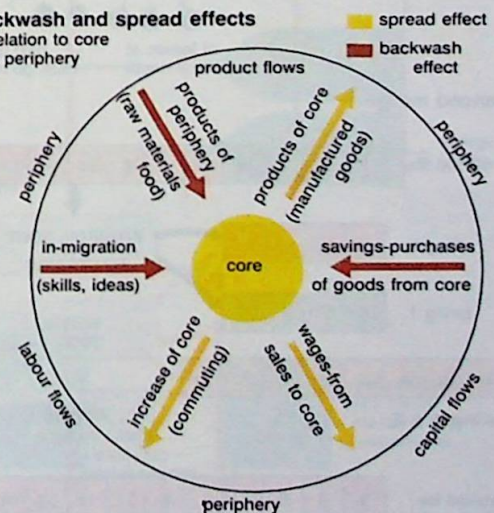 ckwash and spread effects
elation to core
periphery
spread effect
backwash
effect
product flows
products of
periphery
(raw materials
food)
products of core
(manufactured
goods)
periphery
periphery
in-migration
(skills, ideas)
core
savings-purchases
of goods from core
increase of core
(commuting)
wages-from
sales to core
labour flows
capital flows
periphery